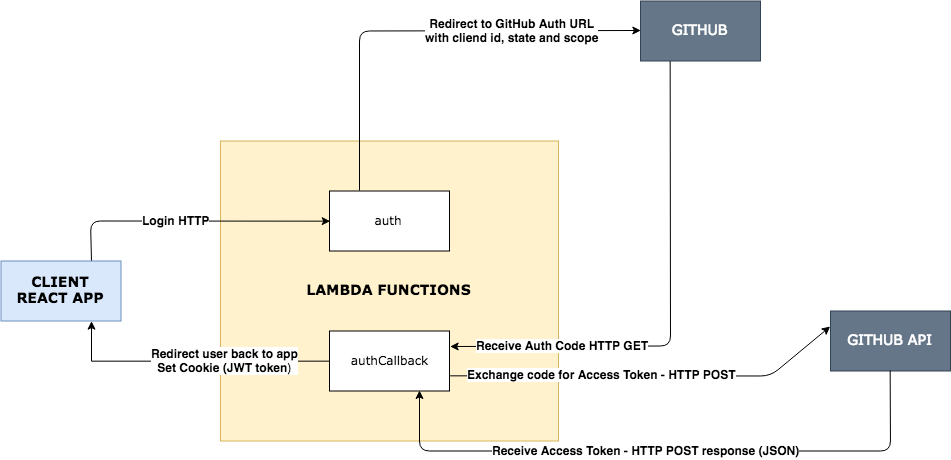 Redirect to GitHub Auth URL
with cliend id, state and scope
GITHUB
Login HTTP
auth
CLIENT
REACT APP
LAMBDA FUNCTIONS
Receive Auth Code HTTP GET
GITHUB API
Redirect user back to app
Set Cookie (JWT token)
authCallback
Exchange code for Access Token - HTTP POST
Receive Access Token - HTTP POST response (JSON)